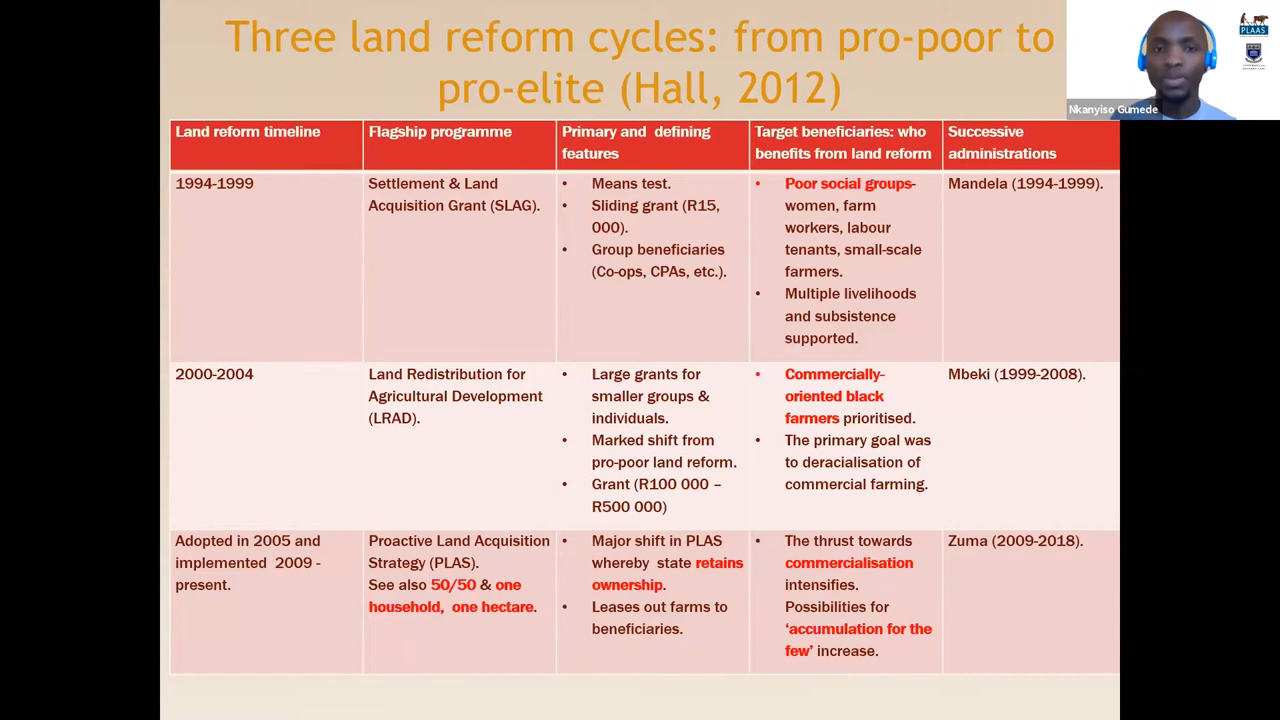 Three land reform cycles: from pro-poor to
pro-elite (Hall, 2012)
PLAAS
Nkanyiso Gumede
Land reform timeline
Flagship programme
Primary and defining
features
Target beneficiaries: who
benefits from land reform
Successive
administrations
1994-1999
Settlement & Land
Acquisition Grant (SLAG).
• Means test.
• Sliding grant (R15,
000).
• Group beneficiaries
(Co-ops, CPAs, etc.).
• Poor social groups-
women, farm
workers, labour
tenants, small-scale
farmers.
• Multiple livelihoods
and subsistence
supported.
Mandela (1994-1999).
2000-2004
Land Redistribution for
Agricultural Development
(LRAD).
• Large grants for
smaller groups &
individuals.
• Marked shift from
pro-poor land reform.
• Grant (R100 000 –
R500 000)
• Commercially-
oriented black
farmers prioritised.
• The primary goal was
to deracialisation of
commercial farming.
Mbeki (1999-2008).
Adopted in 2005 and
implemented 2009 -
present.
Proactive Land Acquisition
Strategy (PLAS).
See also 50/50 & one
household, one hectare.
• Major shift in PLAS
whereby state retains
ownership.
• Leases out farms to
beneficiaries.
• The thrust towards
commercialisation
intensifies.
Possibilities for
‘accumulation for the
few’ increase.
Zuma (2009-2018).